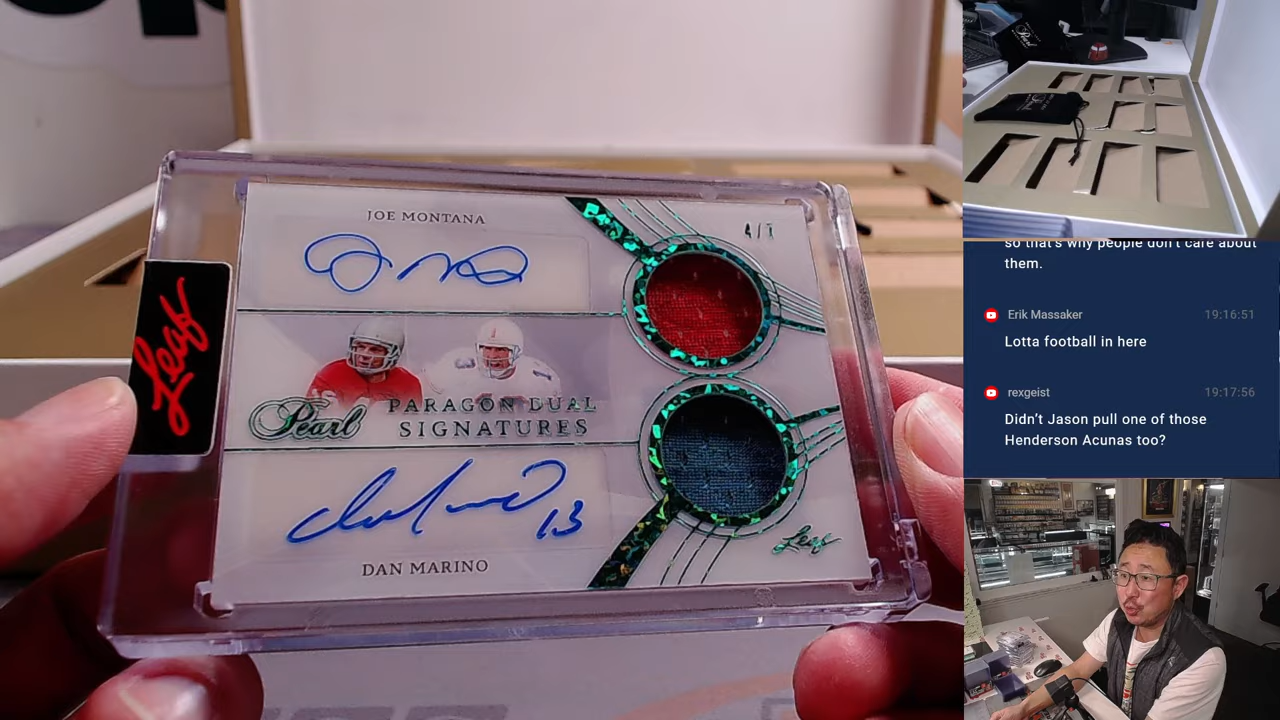 JOE MONTANA
4/7
Leaf
Pearl
PARAGON DUAL
SIGNATURES
13
Leaf
DAN MARINO
Pearl
so that's why people don't care about
them.
Erik Massaker 19:16:51
Lotta football in here
rexgeist 19:17:56
Didn't Jason pull one of those
Henderson Acunas too?